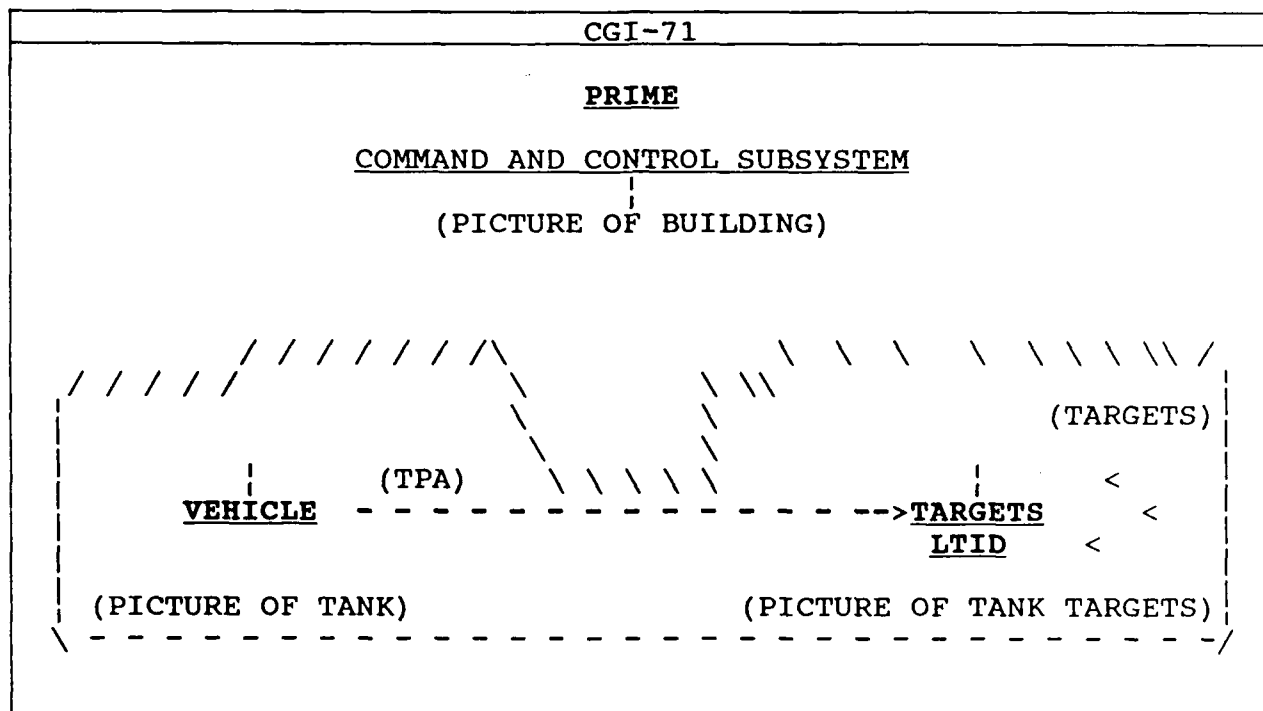 CGI-71
PRIME
COMMAND AND CONTROL SUBSYSTEM
(PICTURE OF BUILDING)
(TARGETS)
(TPA)
VEHICLE - - - - - - - - - - - - - - -->TARGETS
LTID
(PICTURE OF TANK) (PICTURE OF TANK TARGETS)